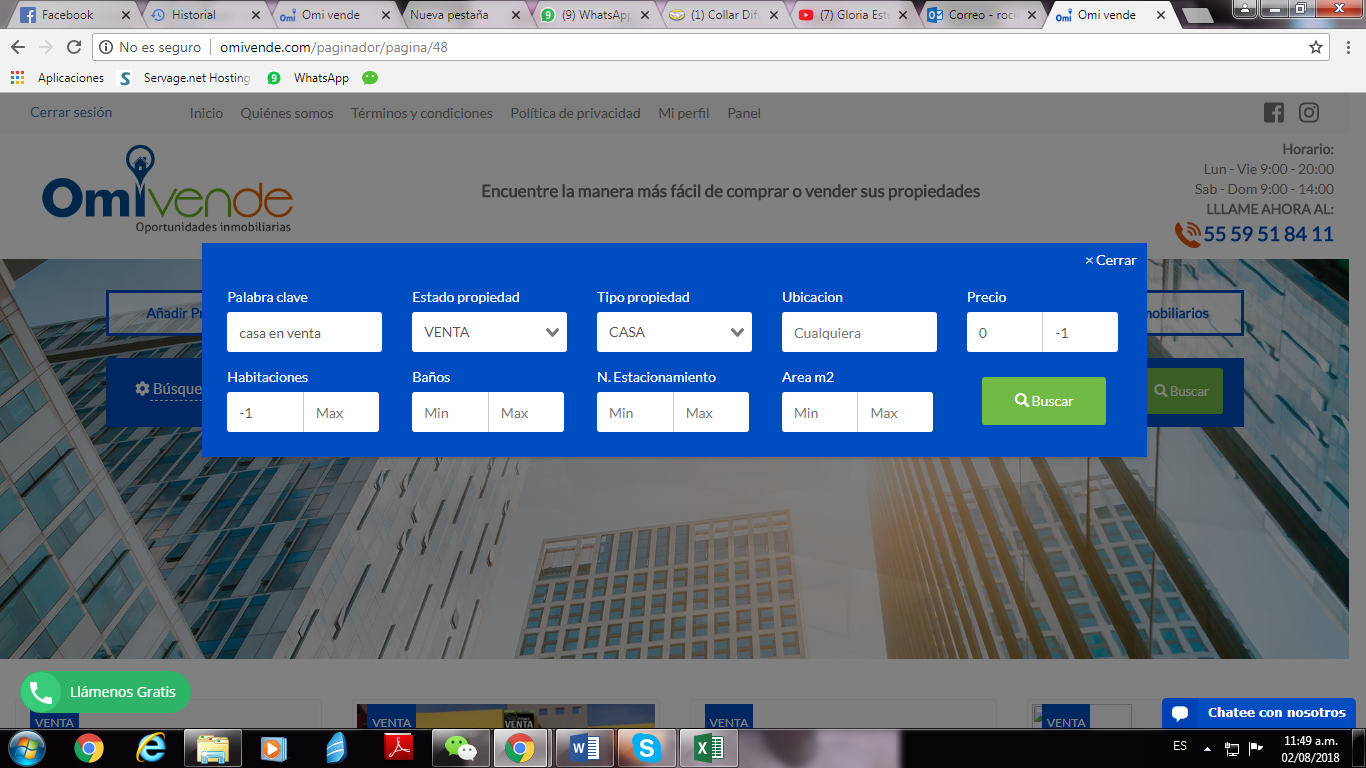 Facebook
Historial
Omi vende
Nueva pestaña
(9) WhatsApp
(1) Collar Dif
(7) Gloria Este
Correo - roci
Omi vende
No es seguro | omivende.com/paginador/pagina/48
Aplicaciones
Servage.net Hosting
WhatsApp
Cerrar sesión
Inicio
Quiénes somos
Términos y condiciones
Política de privacidad
Mi perfil
Panel
Omivende
Oportunidades inmobiliarias
Encuentre la manera más fácil de comprar o vender sus propiedades
Horario:
Lun - Vie 9:00 - 20:00
Sab - Dom 9:00 - 14:00
LLLAME AHORA AL:
55 59 51 84 11
× Cerrar
Palabra clave
Estado propiedad
Tipo propiedad
Ubicacion
Precio
Añadir Pr
casa en venta
VENTA
CASA
Cualquiera
0
-1
nobiliarios
Habitaciones
Baños
N. Estacionamiento
Area m2
Búsque
-1
Max
Min
Max
Min
Max
Min
Max
Buscar
Buscar
Llámenos Gratis
VENTA
VENTA
VENTA
VENTA
VENTA
Chatee con nosotros
ES
11:49 a.m.
02/08/2018